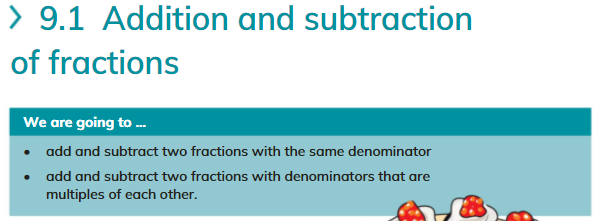 9.1 Addition and subtraction
of fractions
We are going to ...
• add and subtract two fractions with the same denominator
• add and subtract two fractions with denominators that are
multiples of each other.